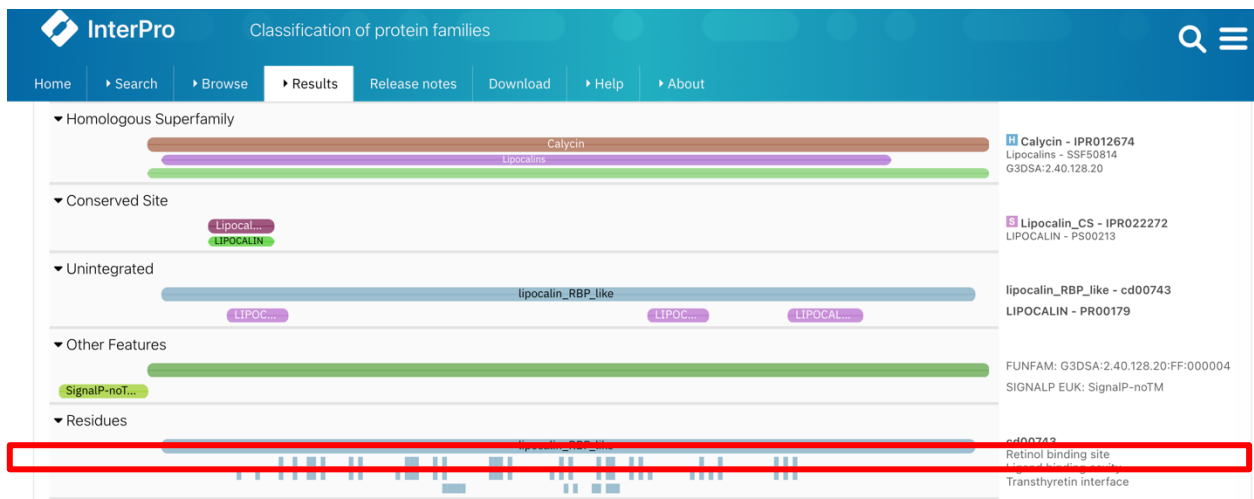 InterPro
Classification of protein families
Home
Search
Browse
Results
Release notes
Download
Help
About
Homologous Superfamily
Calycin
Lipocalins
H Calycin - IPR012674
Lipocalins - SSF50814
G3DSA:2.40.128.20
Conserved Site
Lipocal...
LIPOCALIN
S Lipocalin_CS - IPR022272
LIPOCALIN - PS00213
Unintegrated
lipocalin_RBP_like
LIPOC...
LIPOC...
LIPOCAL...
lipocalin_RBP_like - cd00743
LIPOCALIN - PR00179
Other Features
SignalP-noT...
FUNFAM: G3DSA:2.40.128.20:FF:000004
SIGNALP EUK: SignalP-noTM
Residues
lipocalin_RBP_like
cd00743
Retinol binding site
Ligand binding cavity
Transthyretin interface